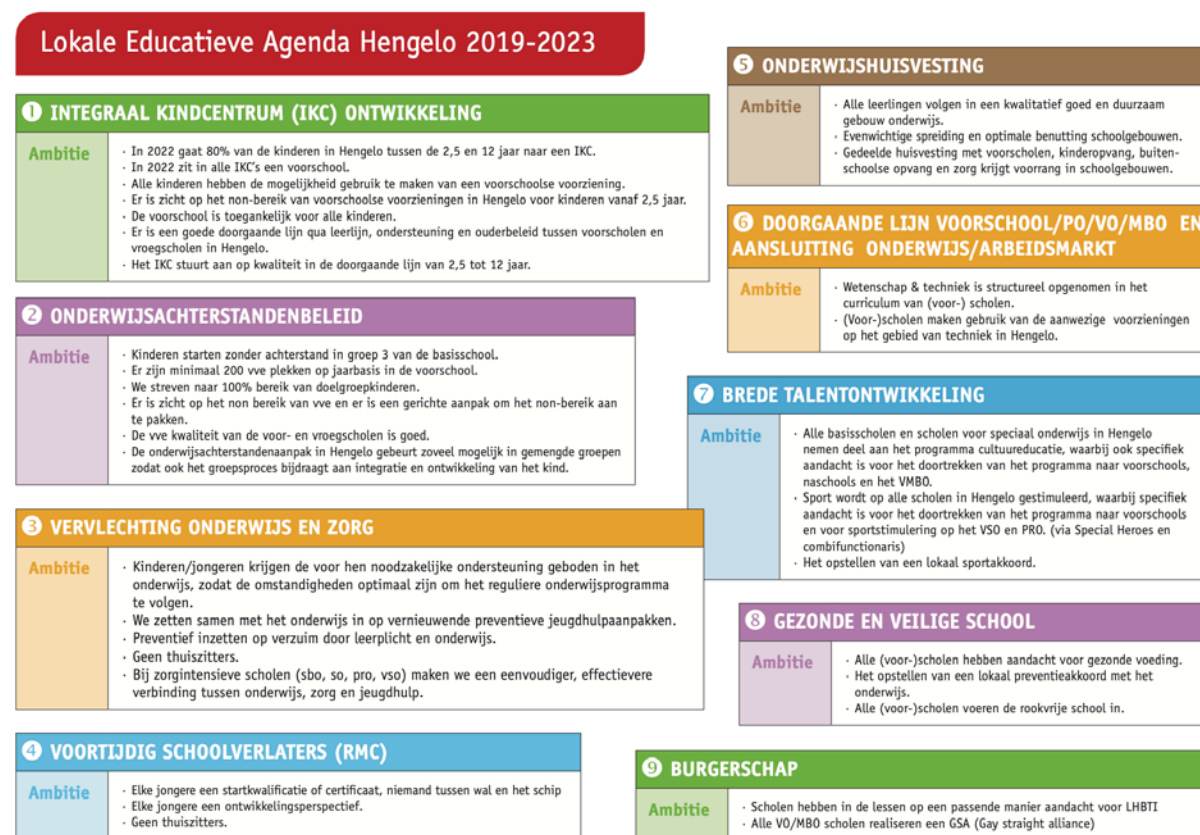 Lokale Educatieve Agenda Hengelo 2019-2023
❶ INTEGRAAL KINDCENTRUM (IKC) ONTWIKKELING
Ambitie
· In 2022 gaat 80% van de kinderen in Hengelo tussen de 2,5 en 12 jaar naar een IKC.
· In 2022 zit in alle IKC's een voorschool.
· Alle kinderen hebben de mogelijkheid gebruik te maken van een voorschoolse voorziening.
· Er is zicht op het non-bereik van voorschoolse voorzieningen in Hengelo voor kinderen vanaf 2,5 jaar.
· De voorschool is toegankelijk voor alle kinderen.
· Er is een goede doorgaande lijn qua leerlijn, ondersteuning en ouderbeleid tussen voorscholen en
vroegscholen in Hengelo.
· Het IKC stuurt aan op kwaliteit in de doorgaande lijn van 2,5 tot 12 jaar.
❷ ONDERWIJSACHTERSTANDENBELEID
Ambitie
· Kinderen starten zonder achterstand in groep 3 van de basisschool.
· Er zijn minimaal 200 vve plekken op jaarbasis in de voorschool.
· We streven naar 100% bereik van doelgroepkinderen.
· Er is zicht op het non bereik van vve en er is een gerichte aanpak om het non-bereik aan
te pakken.
· De vve kwaliteit van de voor- en vroegscholen is goed.
· De onderwijsachterstandenaanpak in Hengelo gebeurt zoveel mogelijk in gemengde groepen
zodat ook het groepsproces bijdraagt aan integratie en ontwikkeling van het kind.
❸ VERVLECHTING ONDERWIJS EN ZORG
Ambitie
· Kinderen/jongeren krijgen de voor hen noodzakelijke ondersteuning geboden in het
onderwijs, zodat de omstandigheden optimaal zijn om het reguliere onderwijsprogramma
te volgen.
· We zetten samen met het onderwijs in op vernieuwende preventieve jeugdhulpaanpakken.
· Preventief inzetten op verzuim door leerplicht en onderwijs.
· Geen thuiszitters.
· Bij zorgintensieve scholen (sbo, so, pro, vso) maken we een eenvoudiger, effectievere
verbinding tussen onderwijs, zorg en jeugdhulp.
❹ VOORTIJDIG SCHOOLVERLATERS (RMC)
Ambitie
· Elke jongere een startkwalificatie of certificaat, niemand tussen wal en het schip
· Elke jongere een ontwikkelingsperspectief.
· Geen thuiszitters.
❺ ONDERWIJSHUISVESTING
Ambitie
· Alle leerlingen volgen in een kwalitatief goed en duurzaam
gebouw onderwijs.
· Evenwichtige spreiding en optimale benutting schoolgebouwen.
· Gedeelde huisvesting met voorscholen, kinderopvang, buiten-
schoolse opvang en zorg krijgt voorrang in schoolgebouwen.
❻ DOORGAANDE LIJN VOORSCHOOL/PO/VO/MBO EN
AANSLUITING ONDERWIJS/ARBEIDSMARKT
Ambitie
· Wetenschap & techniek is structureel opgenomen in het
curriculum van (voor-) scholen.
· (Voor-)scholen maken gebruik van de aanwezige voorzieningen
op het gebied van techniek in Hengelo.
❼ BREDE TALENTONTWIKKELING
Ambitie
· Alle basisscholen en scholen voor speciaal onderwijs in Hengelo
nemen deel aan het programma cultuureducatie, waarbij ook specifiek
aandacht is voor het doortrekken van het programma naar voorschools,
naschools en het VMBO.
· Sport wordt op alle scholen in Hengelo gestimuleerd, waarbij specifiek
aandacht is voor het doortrekken van het programma naar voorschools
en voor sportstimulering op het VSO en PRO. (via Special Heroes en
combifunctionaris)
· Het opstellen van een lokaal sportakkoord.
❽ GEZONDE EN VEILIGE SCHOOL
Ambitie
· Alle (voor-)scholen hebben aandacht voor gezonde voeding.
· Het opstellen van een lokaal preventieakkoord met het
onderwijs.
· Alle (voor-)scholen voeren de rookvrije school in.
❾ BURGERSCHAP
Ambitie
· Scholen hebben in de lessen op een passende manier aandacht voor LHBTI
· Alle VO/MBO scholen realiseren een GSA (Gay straight alliance)